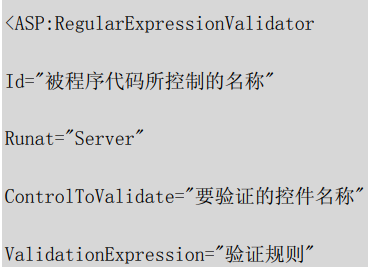 <ASP:RegularExpressionValidator
Id="被程序代码所控制的名称"
Runat="Server"
ControlToValidate="要验证的控件名称"
ValidationExpression="验证规则"